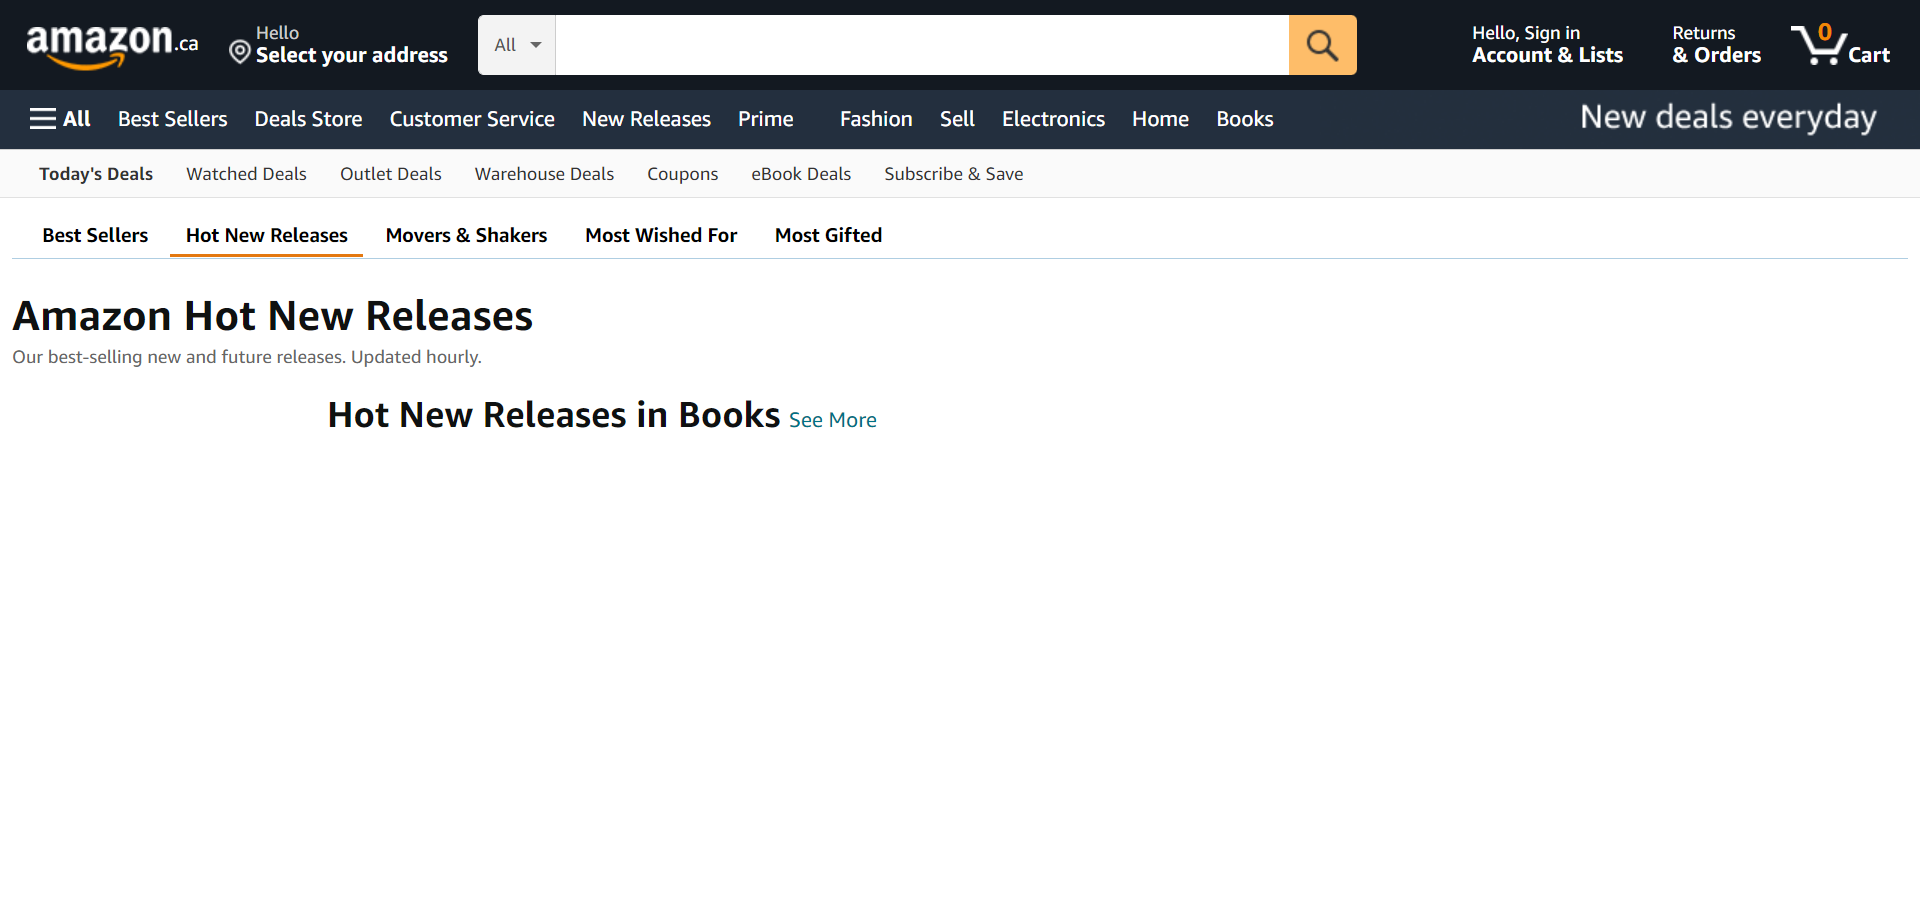 amazon.ca
Hello
Select your address
All
Hello, Sign in
Account & Lists
Returns
& Orders
0
Cart
All
Best Sellers
Deals Store
Customer Service
New Releases
Prime
Fashion
Sell
Electronics
Home
Books
New deals everyday
Today's Deals
Watched Deals
Outlet Deals
Warehouse Deals
Coupons
eBook Deals
Subscribe & Save
Best Sellers
Hot New Releases
Movers & Shakers
Most Wished For
Most Gifted
Amazon Hot New Releases
Our best-selling new and future releases. Updated hourly.
Hot New Releases in Books See More